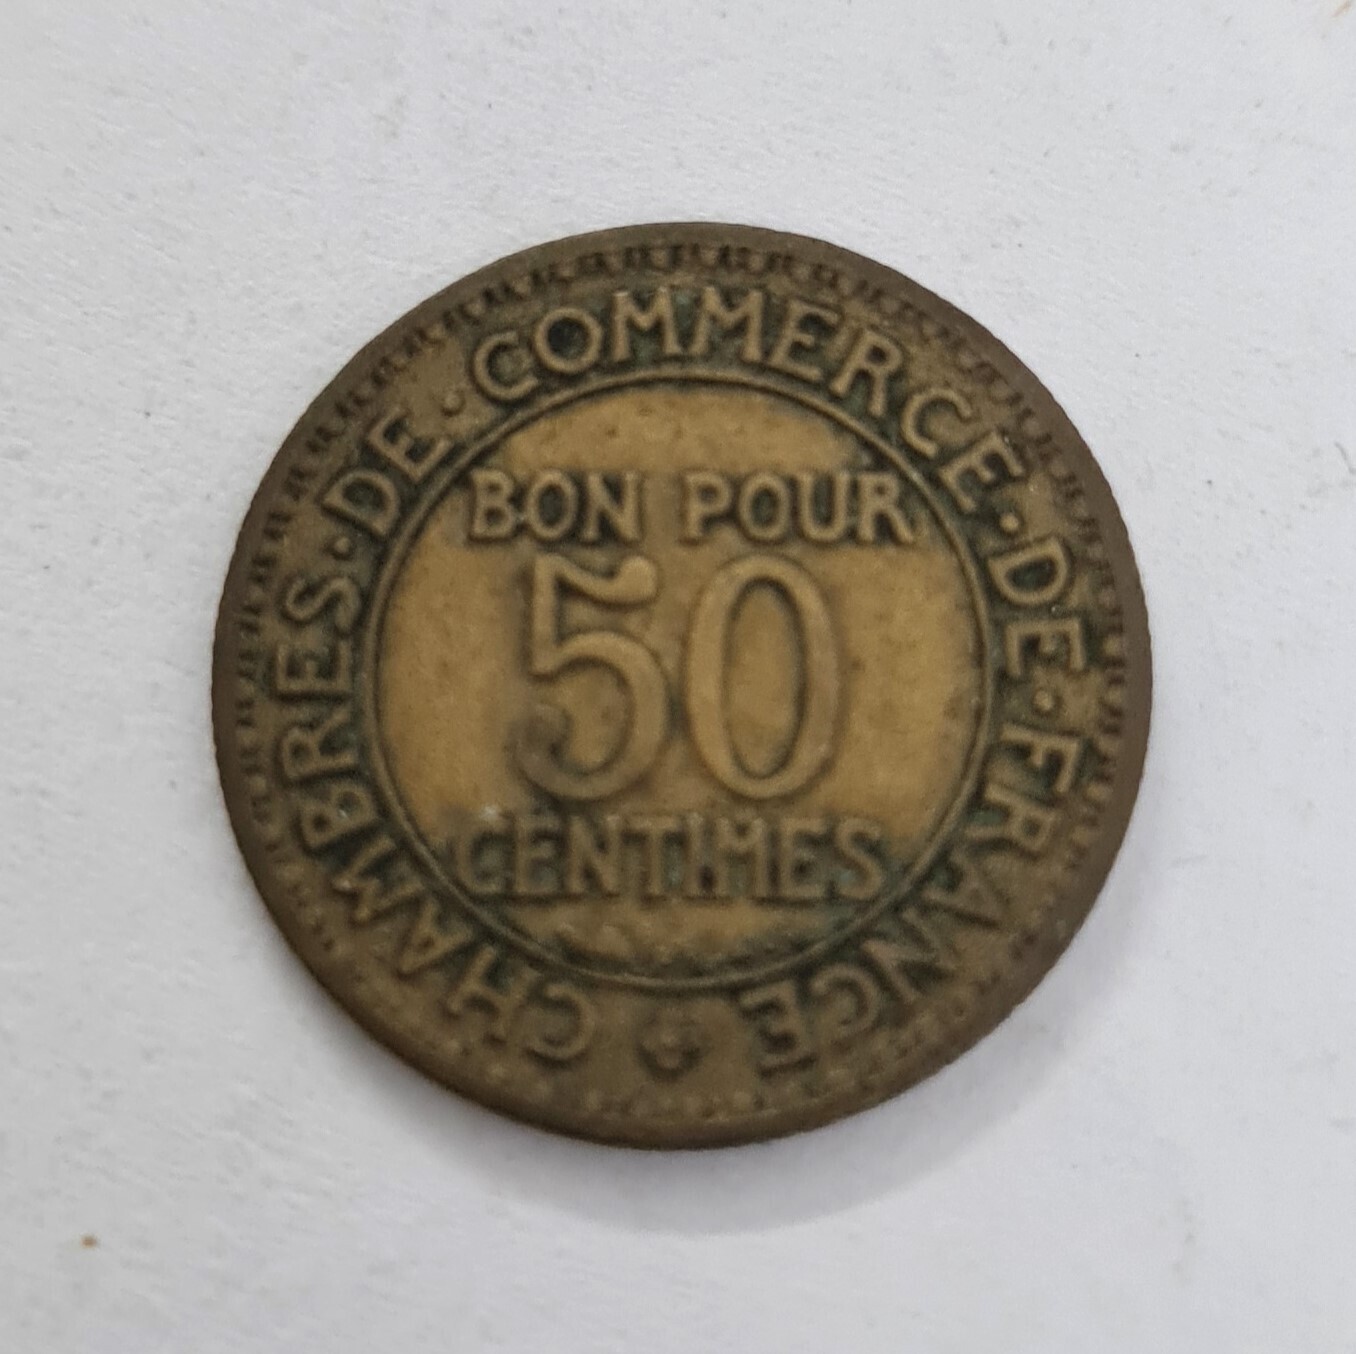 CHAMBRES · DE · COMMERCE · DE · FRANCE
BON POUR
50
CENTIMES